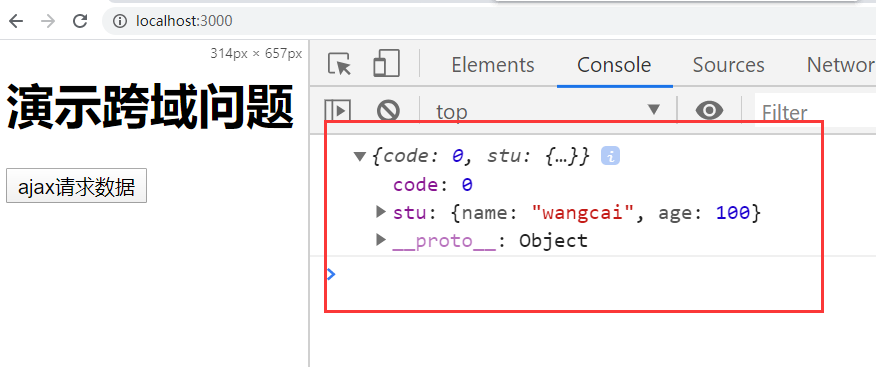 localhost:3000
314px × 657px
演示跨域问题
ajax请求数据
Elements Console Sources Networ
top Filter
{code: 0, stu: {…}} i
code: 0
stu: {name: "wangcai", age: 100}
__proto__: Object